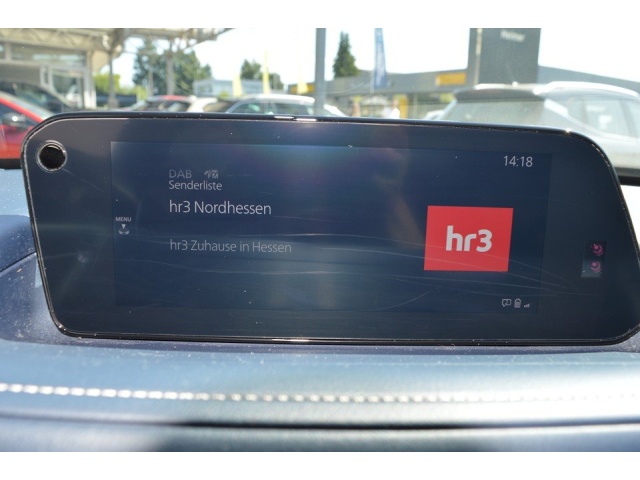 14:18
DAB
Senderliste
hr3 Nordhessen
MENU
hr3 Zuhause in Hessen
hr3